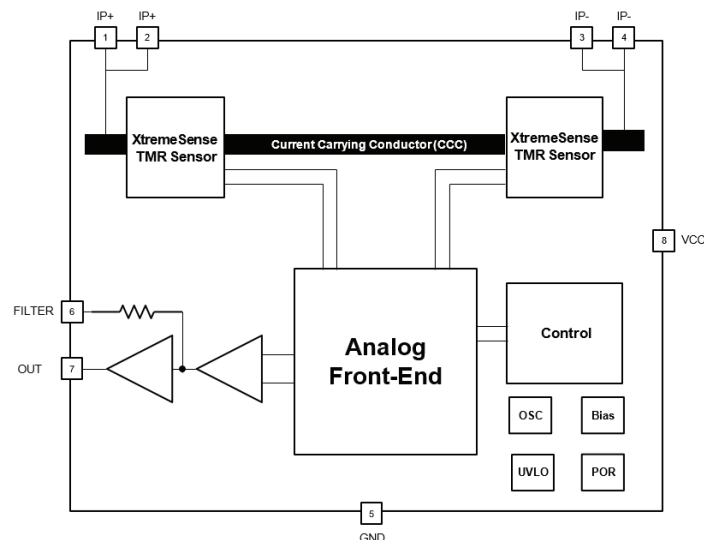 IP+ IP+ IP- IP-
1 2 3 4
XtremeSense
TMR Sensor
Current Carrying Conductor (CCC)
XtremeSense
TMR Sensor
8 VCC
FILTER 6
OUT 7
Analog
Front-End
Control
OSC Bias
UVLO POR
5
GND